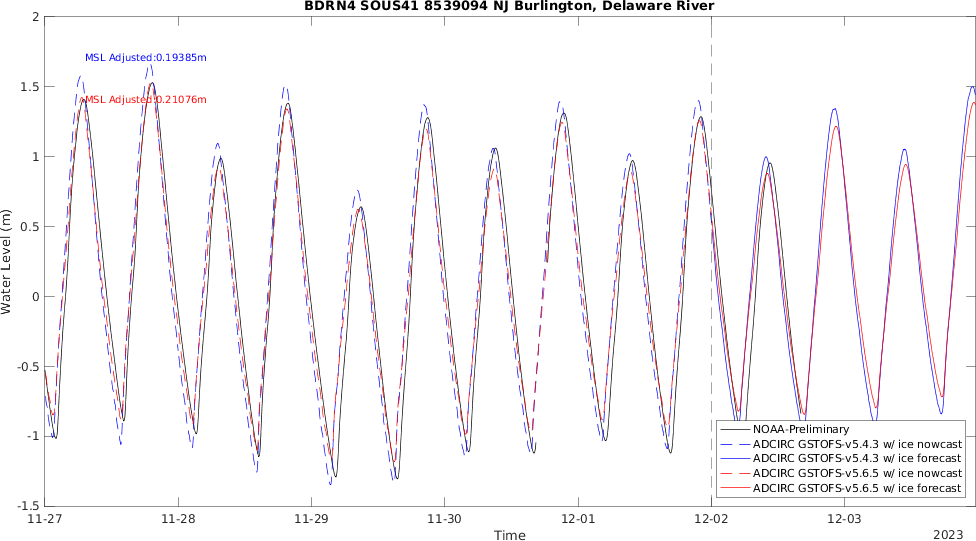 BDRN4 SOUS41 8539094 NJ Burlington, Delaware River
2
MSL Adjusted:0.19385m
1.5
MSL Adjusted:0.21076m
1
0.5
0
-0.5
-1
-1.5
Water Level (m)
NOAA-Preliminary
ADCIRC GSTOFS-v5.4.3 w/ ice nowcast
ADCIRC GSTOFS-v5.4.3 w/ ice forecast
ADCIRC GSTOFS-v5.6.5 w/ ice nowcast
ADCIRC GSTOFS-v5.6.5 w/ ice forecast
11-27 11-28 11-29 11-30 12-01 12-02 12-03
Time
2023